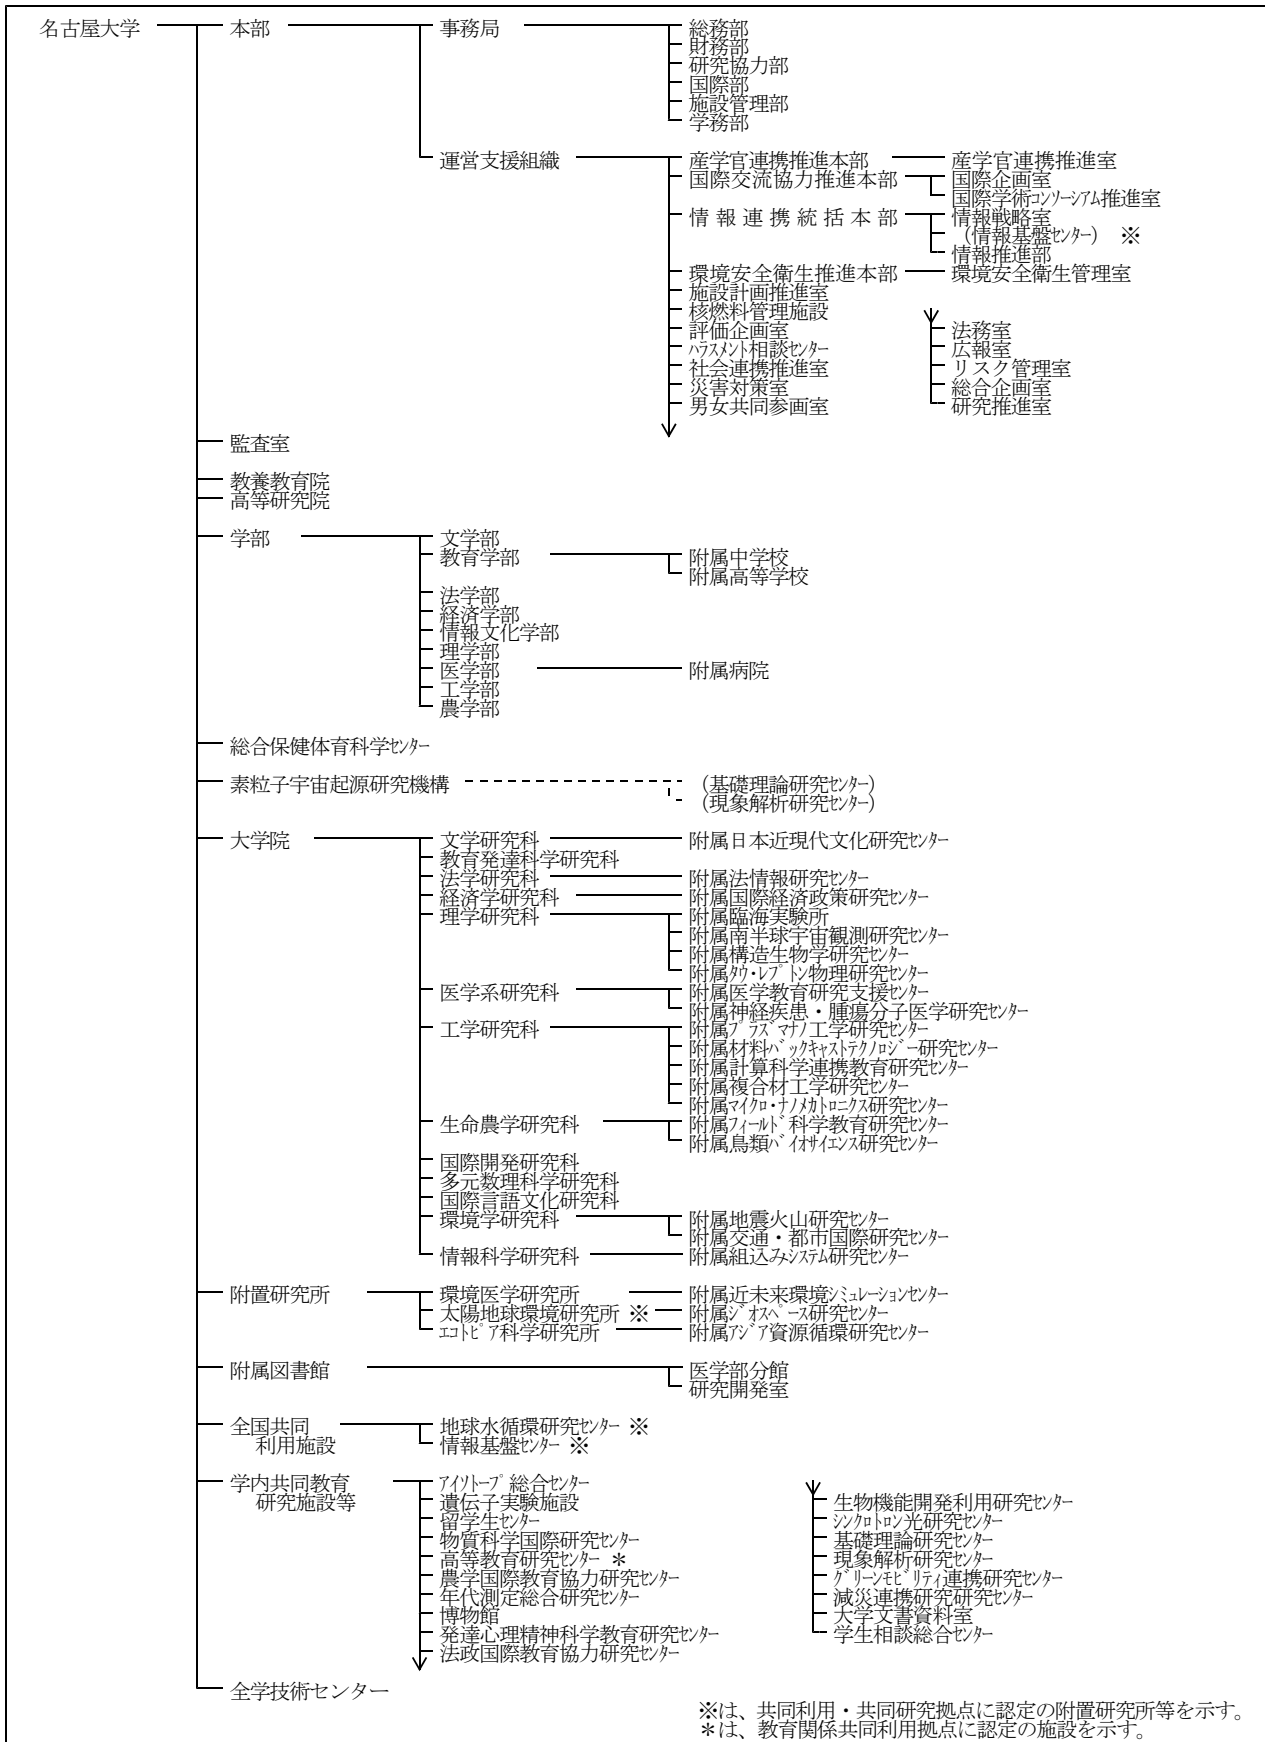 名古屋大学 本部 事務局 総務部
財務部
研究協力部
国際部
施設管理部
学務部
運営支援組織 産学官連携推進本部 産学官連携推進室
国際交流協力推進本部 国際企画室
国際学術コンソーシアム推進室
情報連携統括本部 情報戦略室
(情報基盤センター) ※
情報推進部
環境安全衛生推進本部 環境安全衛生管理室
施設計画推進室
核燃料管理施設
評価企画室 法務室
ハラスメント相談センター 広報室
社会連携推進室 リスク管理室
災害対策室 総合企画室
男女共同参画室 研究推進室
監査室
教養教育院
高等研究院
学部 文学部
教育学部 附属中学校
附属高等学校
法学部
経済学部
情報文化学部
理学部
医学部 附属病院
工学部
農学部
総合保健体育科学センター
素粒子宇宙起源研究機構 (基礎理論研究センター)
(現象解析研究センター)
大学院 文学研究科 附属日本近現代文化研究センター
教育発達科学研究科
法学研究科 附属法情報研究センター
経済学研究科 附属国際経済政策研究センター
理学研究科 附属臨海実験所
附属南半球宇宙観測研究センター
附属構造生物学研究センター
附属タウ・レプトン物理研究センター
医学系研究科 附属医学教育研究支援センター
附属神経疾患・腫瘍分子医学研究センター
工学研究科 附属プラズマナノ工学研究センター
附属材料バックキャストテクノロジー研究センター
附属計算科学連携教育研究センター
附属複合材工学研究センター
附属マイクロ・ナノメカトロニクス研究センター
生命農学研究科 附属フィールド科学教育研究センター
附属鳥類バイオサイエンス研究センター
国際開発研究科
多元数理科学研究科
国際言語文化研究科
環境学研究科 附属地震火山研究センター
附属交通・都市国際研究センター
情報科学研究科 附属組込みシステム研究センター
附置研究所 環境医学研究所 附属近未来環境シミュレーションセンター
太陽地球環境研究所 ※ 附属ジオスペース研究センター
エコトピア科学研究所 附属アジア資源循環研究センター
附属図書館 医学部分館
研究開発室
全国共同 地球水循環研究センター ※
利用施設 情報基盤センター ※
学内共同教育 アイソトープ総合センター
研究施設等 遺伝子実験施設 生物機能開発利用研究センター
留学生センター シンクロトロン光研究センター
物質科学国際研究センター 基礎理論研究センター
高等教育研究センター ＊ 現象解析研究センター
農学国際教育協力研究センター グリーンモビリティ連携研究センター
年代測定総合研究センター 減災連携研究研究センター
博物館 大学文書資料室
発達心理精神科学教育研究センター 学生相談総合センター
法政国際教育協力研究センター
全学技術センター
※は、共同利用・共同研究拠点に認定の附置研究所等を示す。
＊は、教育関係共同利用拠点に認定の施設を示す。